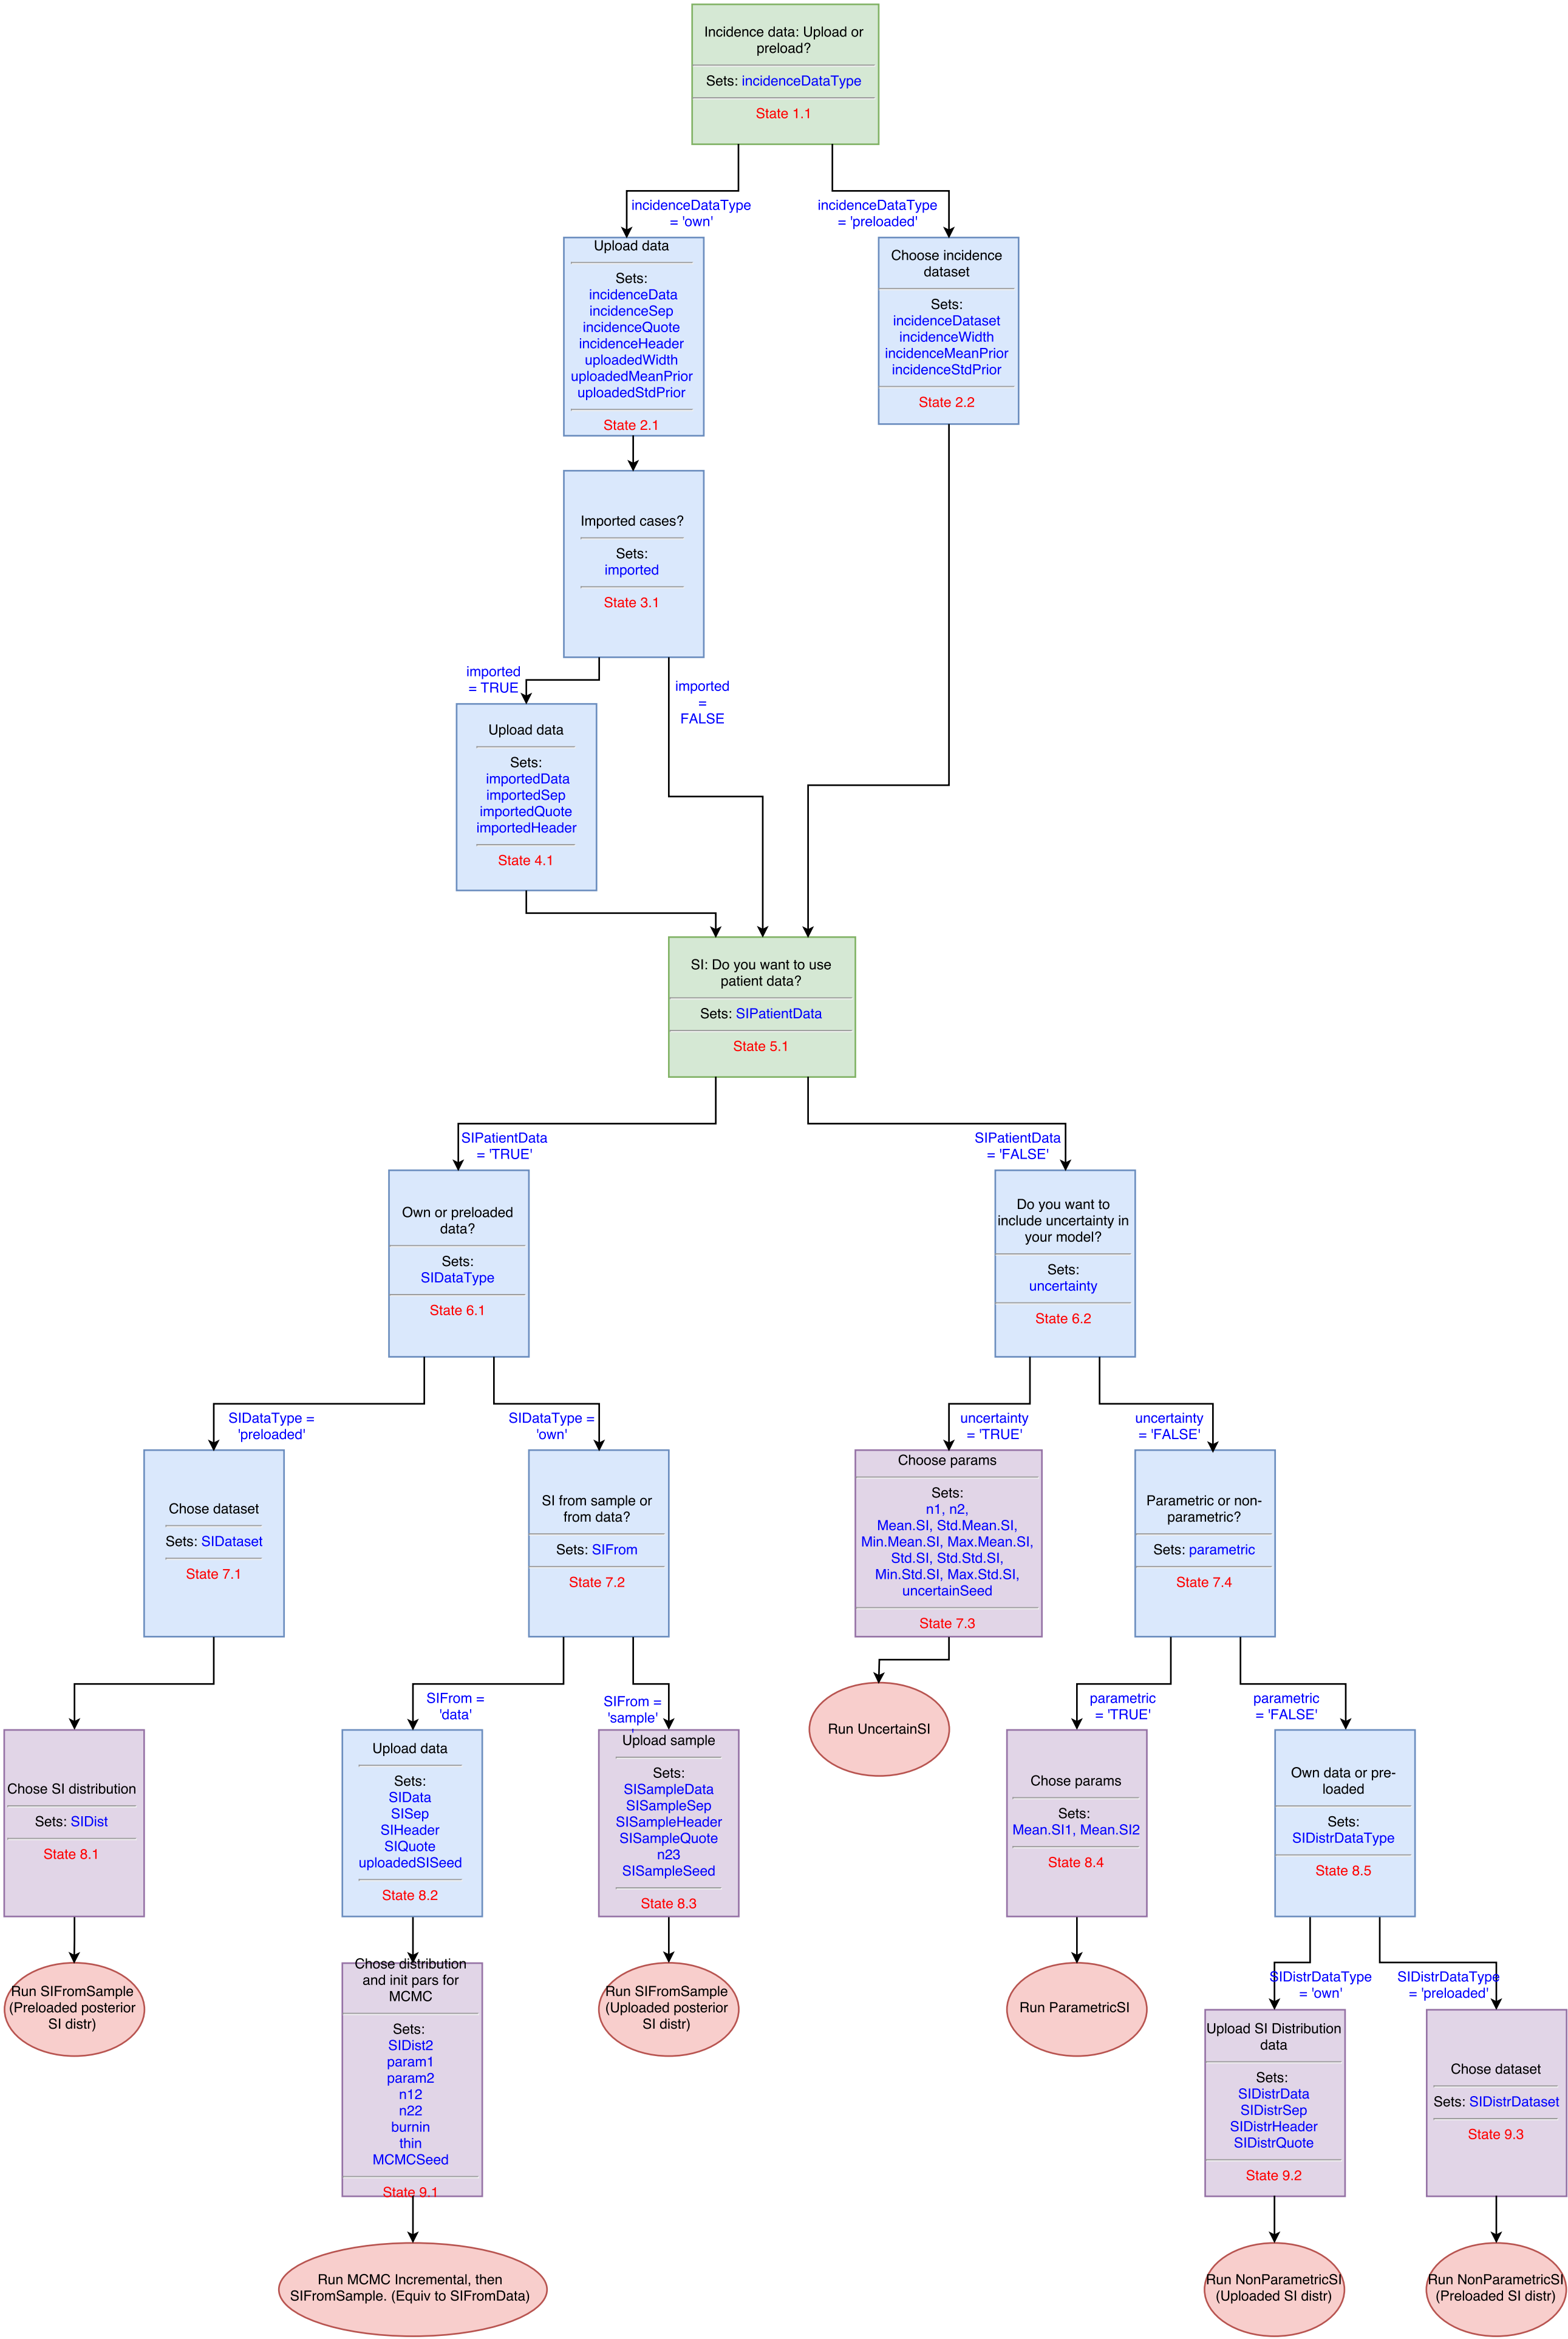 Incidence data: Upload or
preload?
Sets: incidenceDataType
State 1.1
incidenceDataType
= 'own'
incidenceDataType
= 'preloaded'
Upload data
Sets:
incidenceData
incidenceSep
incidenceQuote
incidenceHeader
uploadedWidth
uploadedMeanPrior
uploadedStdPrior
State 2.1
Choose incidence
dataset
Sets:
incidenceDataset
incidenceWidth
incidenceMeanPrior
incidenceStdPrior
State 2.2
Imported cases?
Sets:
imported
State 3.1
imported
= TRUE
imported
=
FALSE
Upload data
Sets:
importedData
importedSep
importedQuote
importedHeader
State 4.1
SI: Do you want to use
patient data?
Sets: SIPatientData
State 5.1
SIPatientData
= 'TRUE'
SIPatientData
= 'FALSE'
Own or preloaded
data?
Sets:
SIDataType
State 6.1
Do you want to
include uncertainty in
your model?
Sets:
uncertainty
State 6.2
SIDataType =
'preloaded'
SIDataType =
'own'
uncertainty
= 'TRUE'
uncertainty
= 'FALSE'
Chose dataset
Sets: SIDataset
State 7.1
SI from sample or
from data?
Sets: SIFrom
State 7.2
Choose params
Sets:
n1, n2,
Mean.SI, Std.Mean.SI,
Min.Mean.SI, Max.Mean.SI,
Std.SI, Std.Std.SI,
Min.Std.SI, Max.Std.SI,
uncertainSeed
State 7.3
Parametric or non-
parametric?
Sets: parametric
State 7.4
SIFrom =
'data'
SIFrom =
'sample'
'
Run UncertainSI
parametric
= 'TRUE'
parametric
= 'FALSE'
Chose SI distribution
Sets: SIDist
State 8.1
Upload data
Sets:
SIData
SISep
SIHeader
SIQuote
uploadedSISeed
State 8.2
Upload sample
Sets:
SISampleData
SISampleSep
SISampleHeader
SISampleQuote
n23
SISampleSeed
State 8.3
Chose params
Sets:
Mean.SI1, Mean.SI2
State 8.4
Own data or pre-
loaded
Sets:
SIDistrDataType
State 8.5
Run SIFromSample
(Preloaded posterior
SI distr)
Chose distribution
and init pars for
MCMC
Sets:
SIDist2
param1
param2
n12
n22
burnin
thin
MCMCSeed
State 9.1
Run SIFromSample
(Uploaded posterior
SI distr)
Run ParametricSI
SIDistrDataType
= 'own'
SIDistrDataType
= 'preloaded'
Upload SI Distribution
data
Sets:
SIDistrData
SIDistrSep
SIDistrHeader
SIDistrQuote
State 9.2
Chose dataset
Sets: SIDistrDataset
State 9.3
Run MCMC Incremental, then
SIFromSample. (Equiv to SIFromData)
Run NonParametricSI
(Uploaded SI distr)
Run NonParametricSI
(Preloaded SI distr)